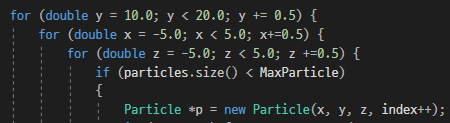 for (double y = 10.0; y < 20.0; y += 0.5) {
for (double x = -5.0; x < 5.0; x+=0.5) {
for (double z = -5.0; z < 5.0; z +=0.5) {
if (particles.size() < MaxParticle)
{
Particle *p = new Particle(x, y, z, index++);